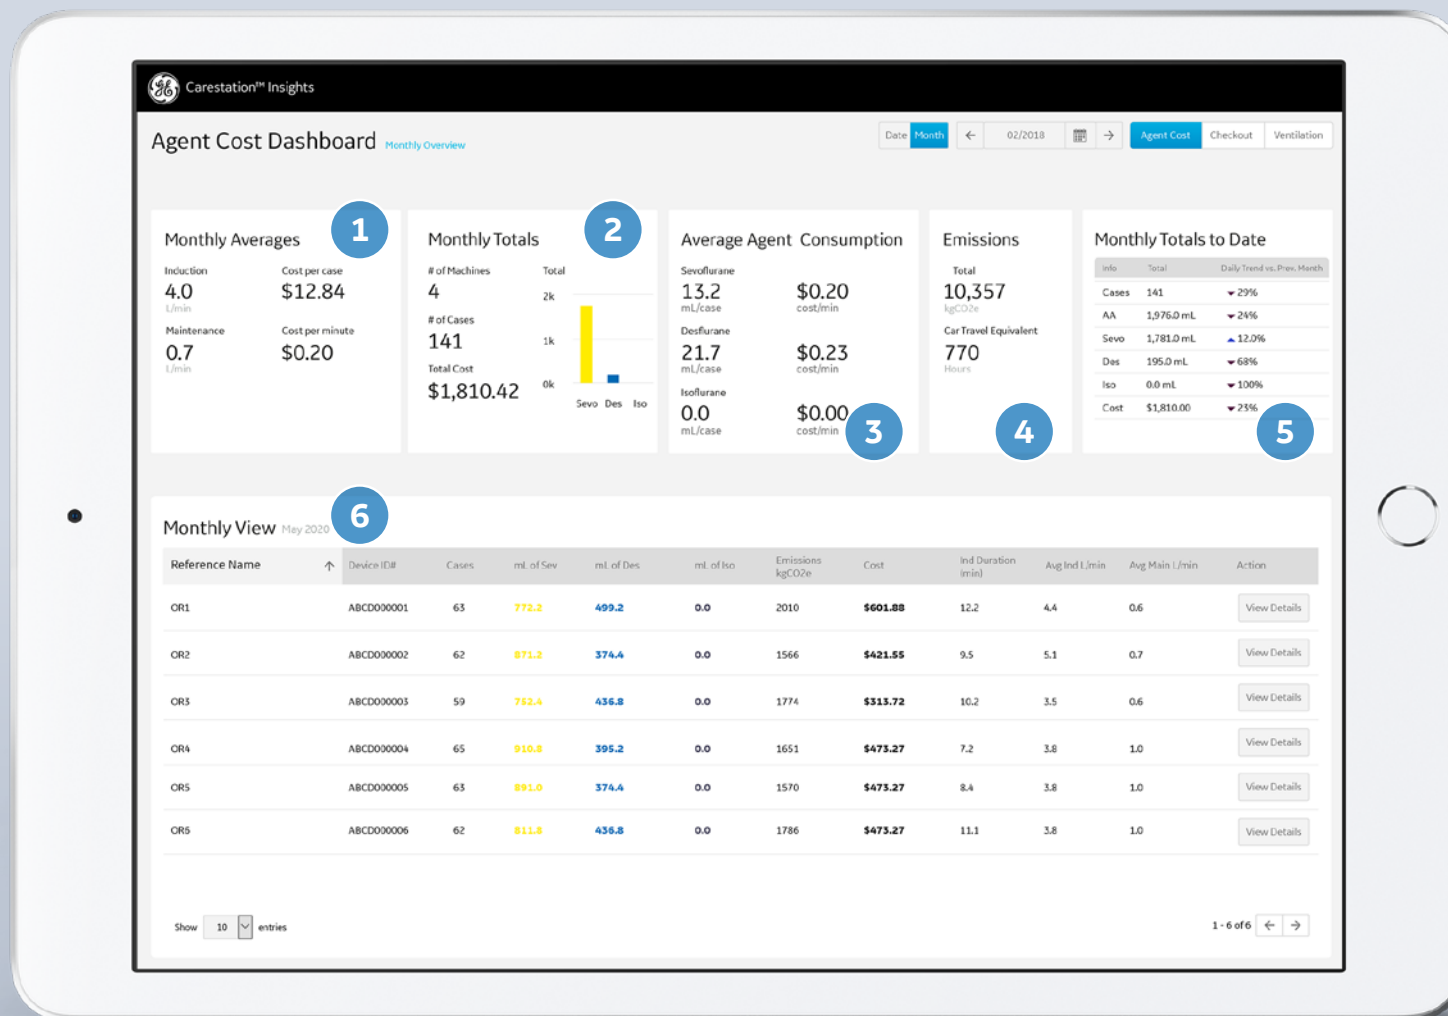 Carestation™ Insights
Agent Cost Dashboard Monthly Overview
Date Month 02/2018 Agent Cost Checkout Ventilation
Monthly Averages 1
Induction Cost per case
4.0 $12.84
L/min
Maintenance Cost per minute
0.7 $0.20
L/min
Monthly Totals 2
# of Machines Total
4
# of Cases
141
Total Cost
$1,810.42
2k
1k
0k
Sevo Des Iso
Average Agent Consumption
Sevoflurane
13.2 $0.20
mL/case cost/min
Desflurane
21.7 $0.23
mL/case cost/min
Isoflurane
0.0 $0.00
mL/case cost/min
3
Emissions
Total
10,357
kgCO2e
Car Travel Equivalent
770
Hours
4
Monthly Totals to Date
Info Total Daily Trend vs. Prev. Month
Cases 141 29%
AA 1,976.0 mL 24%
Sevo 1,781.0 mL 12.0%
Des 195.0 mL 68%
Iso 0.0 mL 100%
Cost $1,810.00 23%
5
Monthly View May 2020 6
Reference Name Device ID# Cases mL of Sev mL of Des mL of Iso Emissions kgCO2e Cost Ind Duration (min) Avg Ind L/min Avg Main L/min Action
OR1 ABCD000001 63 772.2 499.2 0.0 2010 $601.88 12.2 4.4 0.6 View Details
OR2 ABCD000002 62 871.2 374.4 0.0 1566 $421.55 9.5 5.1 0.7 View Details
OR3 ABCD000003 59 752.4 436.8 0.0 1774 $313.72 10.2 3.5 0.6 View Details
OR4 ABCD000004 65 910.8 395.2 0.0 1651 $473.27 7.2 3.8 1.0 View Details
OR5 ABCD000005 63 891.0 374.4 0.0 1570 $473.27 8.4 3.8 1.0 View Details
OR6 ABCD000006 62 811.8 436.8 0.0 1786 $473.27 11.1 3.8 1.0 View Details
Show 10 entries 1 - 6 of 6